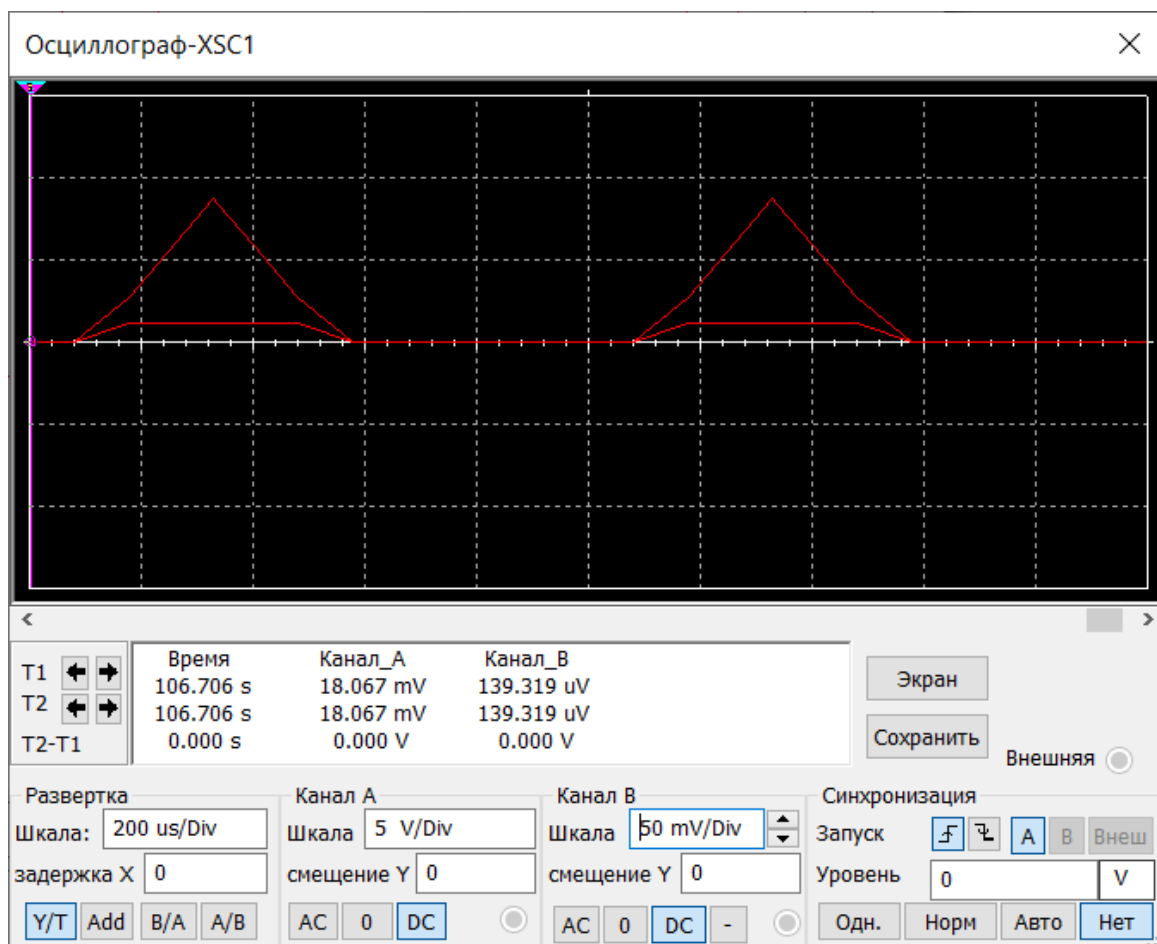 Осциллограф-XSC1
Время Канал_A Канал_B
T1 106.706 s 18.067 mV 139.319 uV
T2 106.706 s 18.067 mV 139.319 uV
T2-T1 0.000 s 0.000 V 0.000 V
Экран
Сохранить
Внешняя
Развертка
Шкала: 200 us/Div
задержка X 0
Y/T Add B/A A/B
Канал A
Шкала 5 V/Div
смещение Y 0
AC 0 DC
Канал B
Шкала 50 mV/Div
смещение Y 0
AC 0 DC -
Синхронизация
Запуск A B Внеш
Уровень 0 V
Одн. Норм Авто Нет